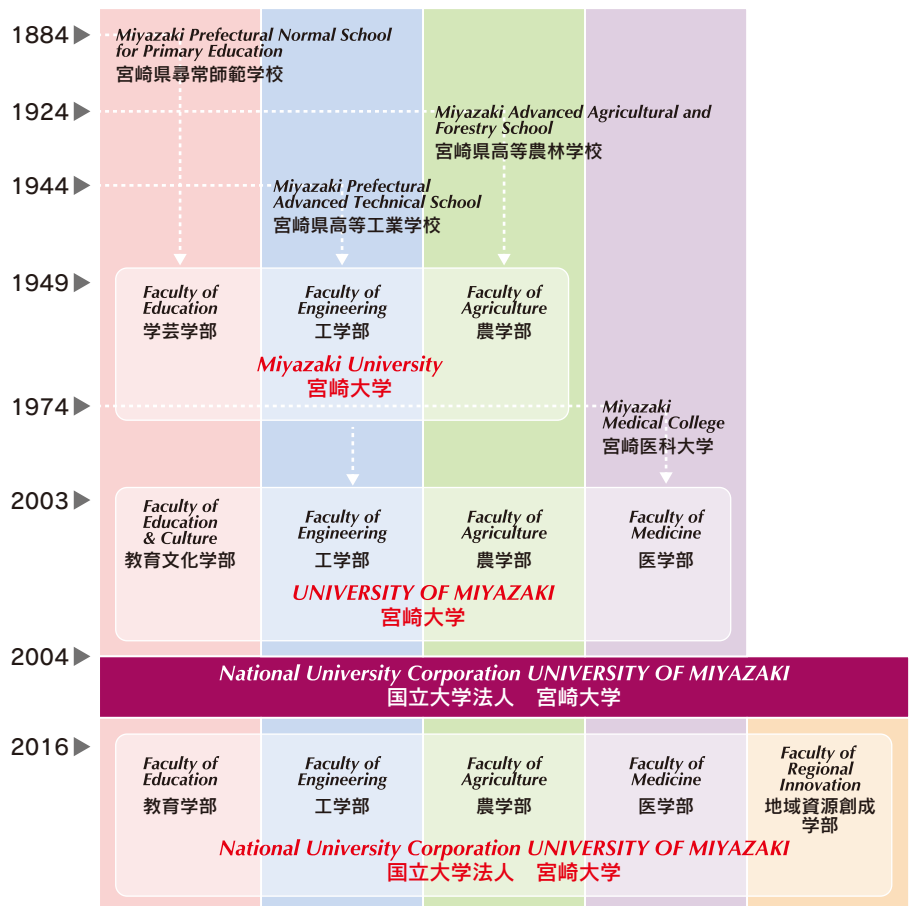 1884
Miyazaki Prefectural Normal School
for Primary Education
宮崎県尋常師範学校
1924
Miyazaki Advanced Agricultural and
Forestry School
宮崎県高等農林学校
1944
Miyazaki Prefectural
Advanced Technical School
宮崎県高等工業学校
1949
Faculty of
Education
学芸学部
Faculty of
Engineering
工学部
Faculty of
Agriculture
農学部
Miyazaki University
宮崎大学
1974
Miyazaki
Medical College
宮崎医科大学
2003
Faculty of
Education
& Culture
教育文化学部
Faculty of
Engineering
工学部
Faculty of
Agriculture
農学部
Faculty of
Medicine
医学部
UNIVERSITY OF MIYAZAKI
宮崎大学
2004
National University Corporation UNIVERSITY OF MIYAZAKI
国立大学法人 宮崎大学
2016
Faculty of
Education
教育学部
Faculty of
Engineering
工学部
Faculty of
Agriculture
農学部
Faculty of
Medicine
医学部
Faculty of
Regional
Innovation
地域資源創成
学部
National University Corporation UNIVERSITY OF MIYAZAKI
国立大学法人 宮崎大学